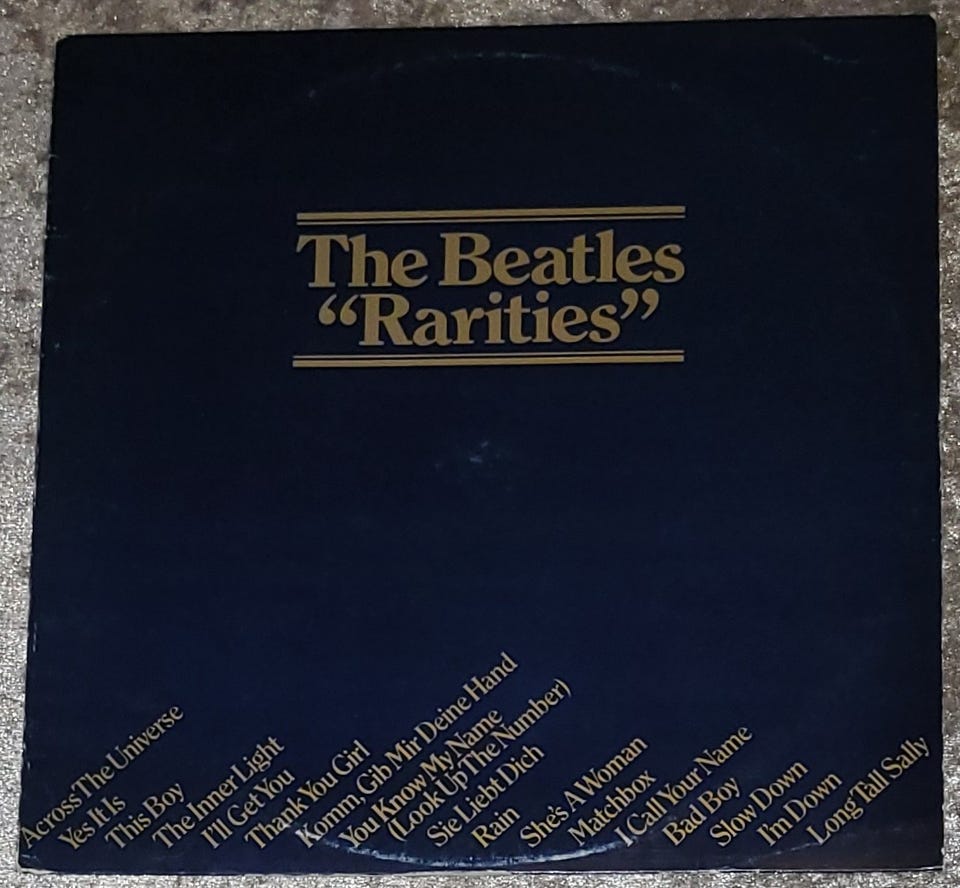 The Beatles
“Rarities”
Across The Universe
Yes It Is
This Boy
The Inner Light
I'll Get You
Thank You Girl
Komm, Gib Mir Deine Hand
You Know My Name
(Look Up The Number)
Sie Liebt Dich
Rain
She's A Woman
Matchbox
I Call Your Name
Bad Boy
Slow Down
I'm Down
Long Tall Sally